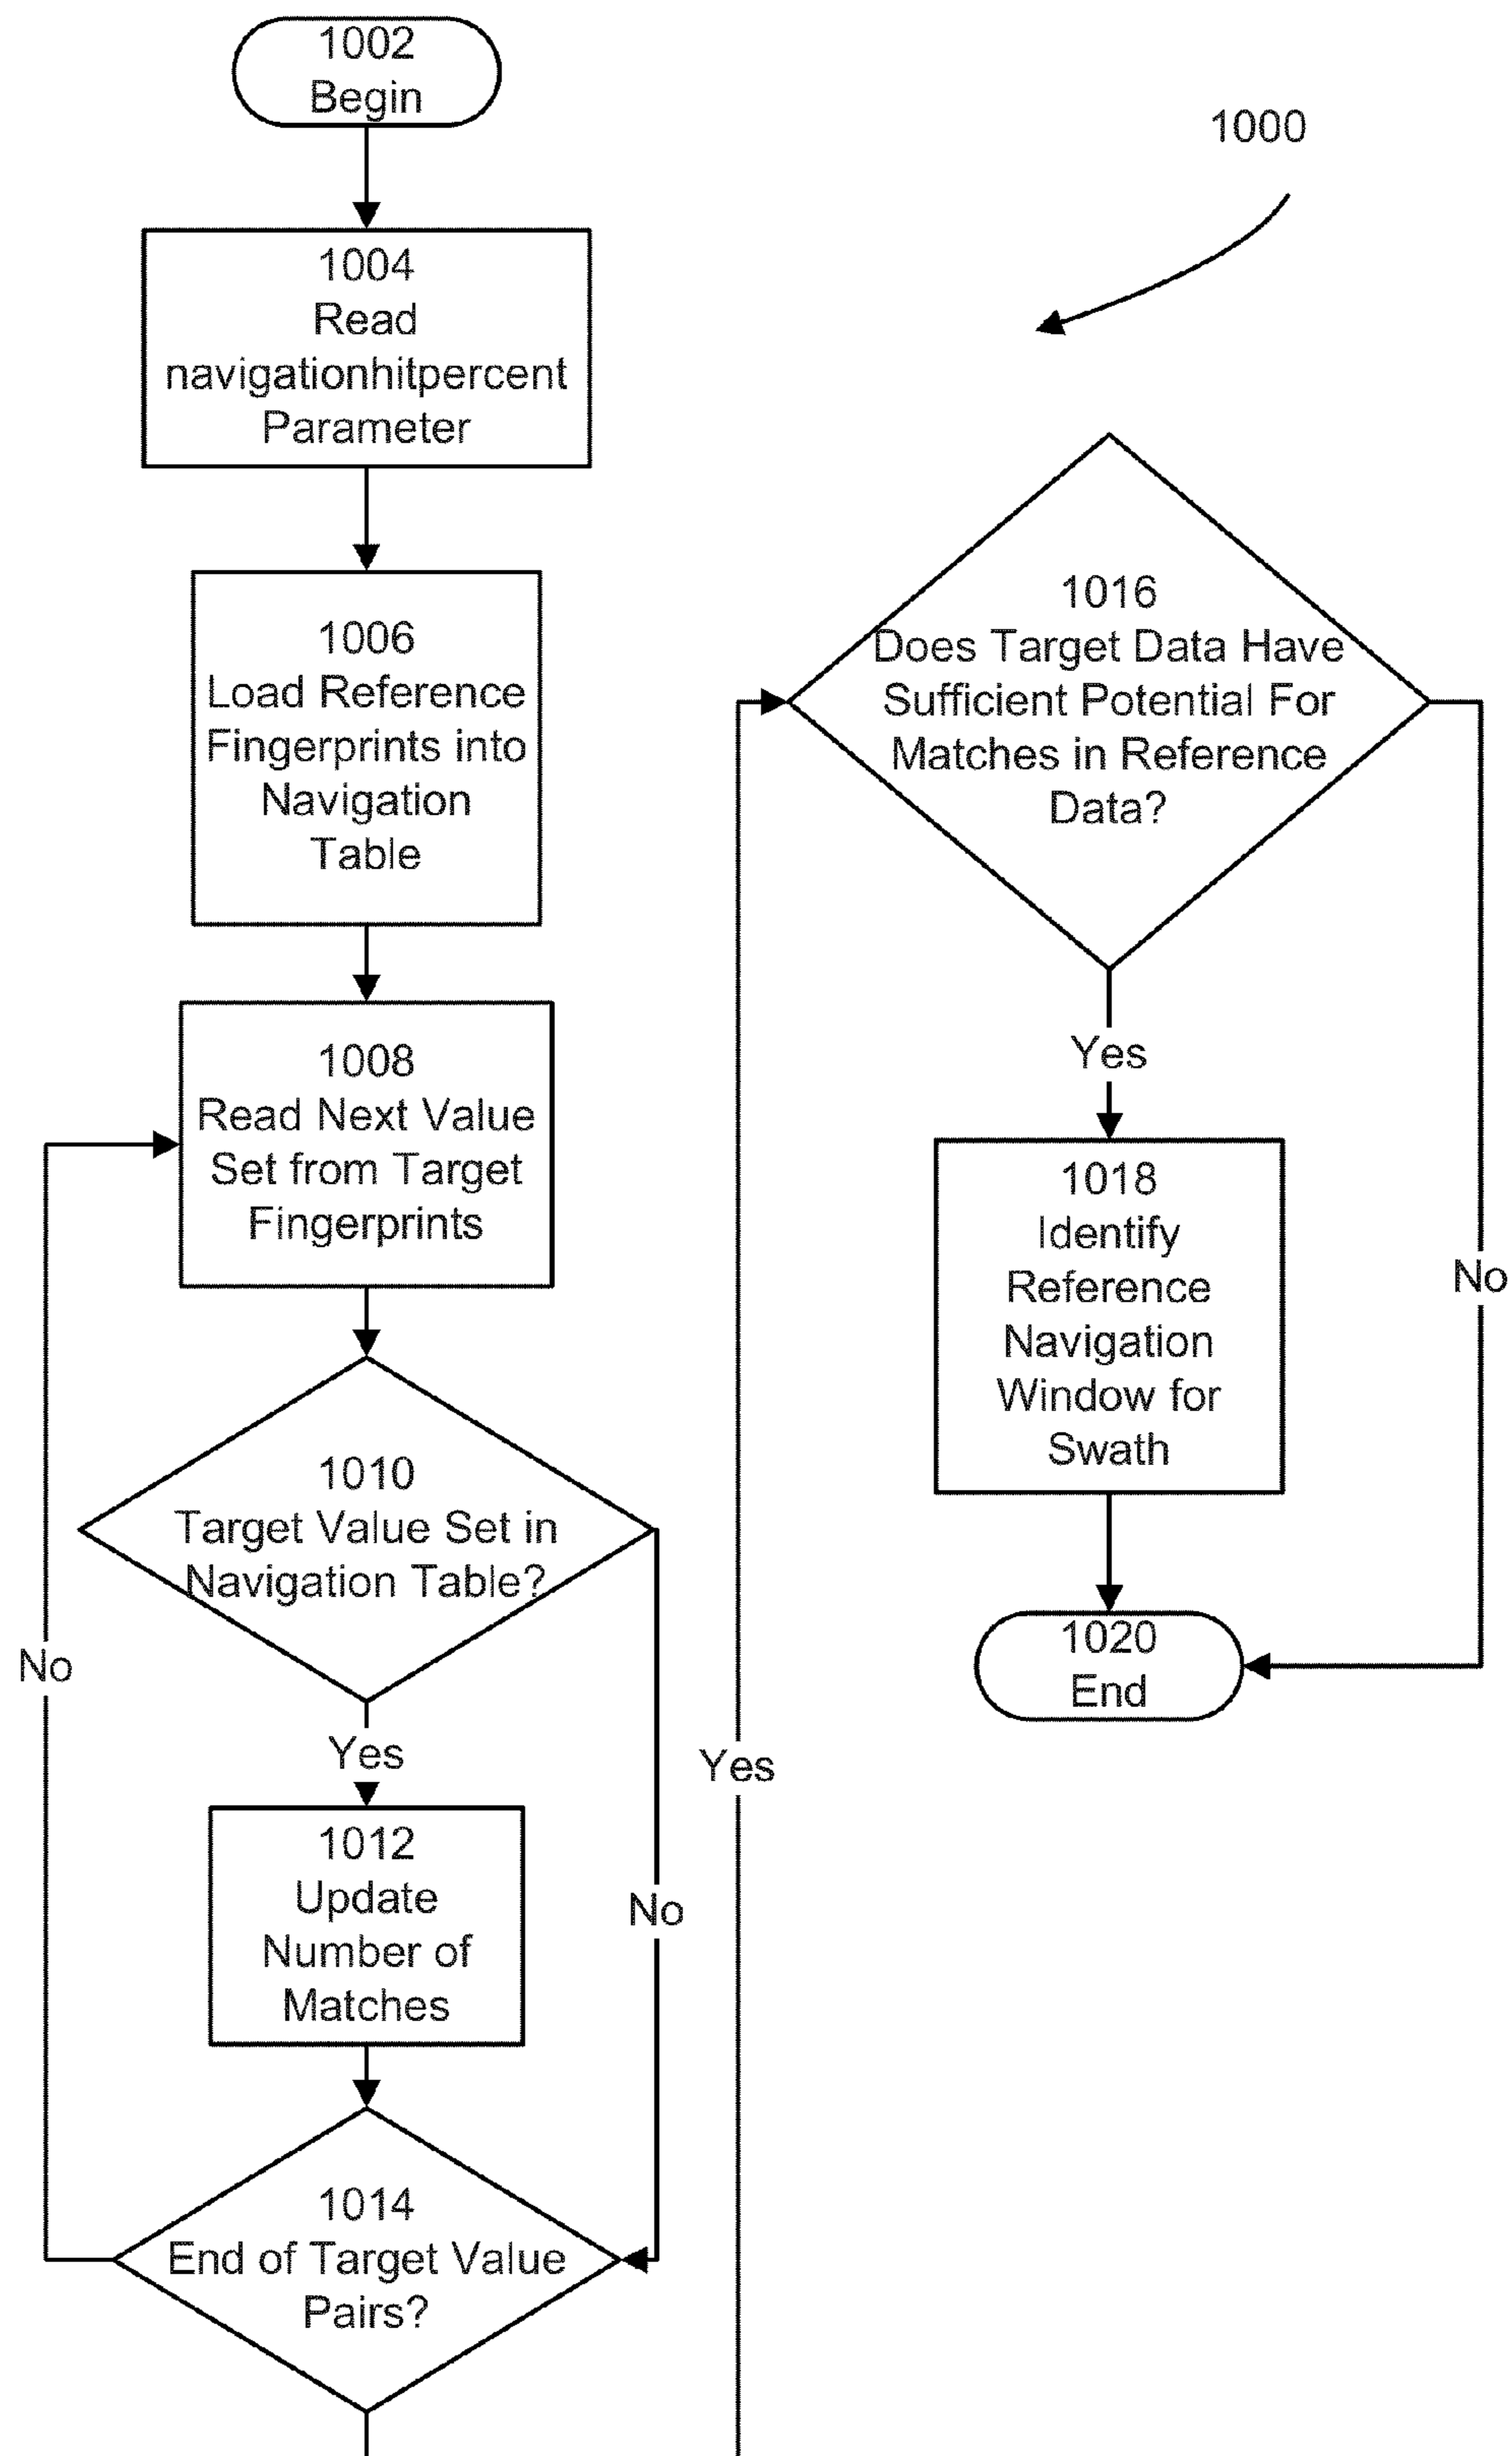 1002
Begin
1004
Read
navigationhitpercent
Parameter
1006
Load Reference
Fingerprints into
Navigation
Table
1008
Read Next Value
Set from Target
Fingerprints
1010
Target Value Set in
Navigation Table?
No
Yes
1012
Update
Number of
Matches
No
1014
End of Target Value
Pairs?
Yes
1000
1016
Does Target Data Have
Sufficient Potential For
Matches in Reference
Data?
Yes
1018
Identify
Reference
Navigation
Window for
Swath
No
1020
End